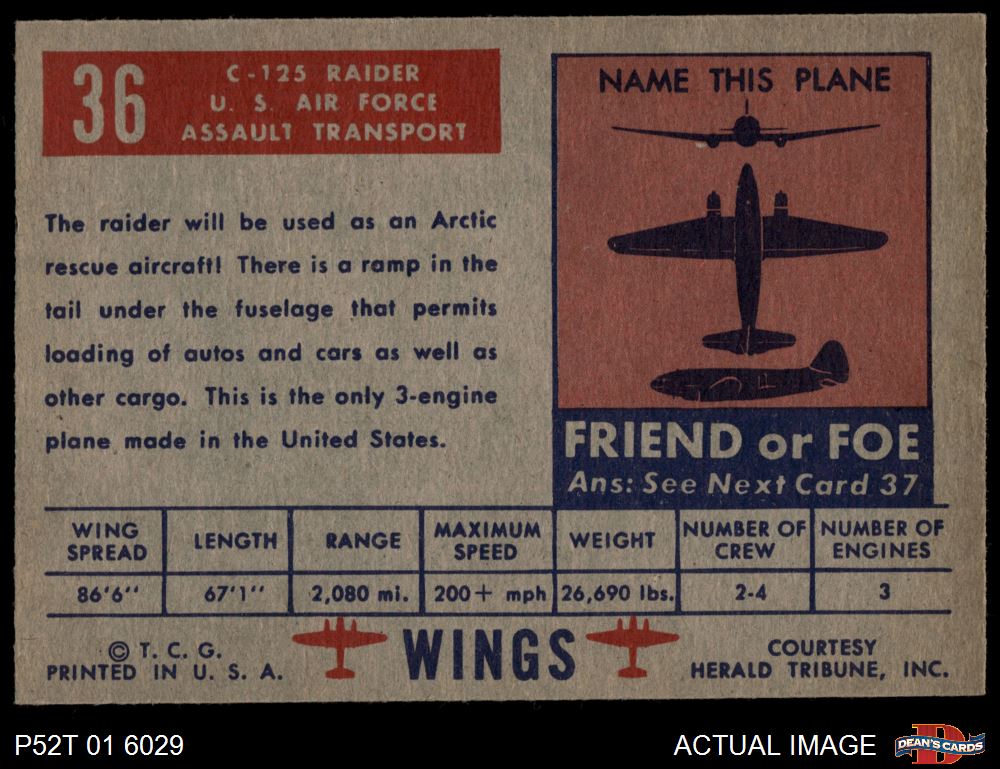 36
C-125 RAIDER
U. S. AIR FORCE
ASSAULT TRANSPORT
The raider will be used as an Arctic
rescue aircraft! There is a ramp in the
tail under the fuselage that permits
loading of autos and cars as well as
other cargo. This is the only 3-engine
plane made in the United States.
NAME THIS PLANE
FRIEND or FOE
Ans: See Next Card 37
WING SPREAD LENGTH RANGE MAXIMUM SPEED WEIGHT NUMBER OF CREW NUMBER OF ENGINES
86'6'' 67'1'' 2,080 mi. 200+ mph 26,690 lbs. 2-4 3
© T. C. G.
PRINTED IN U. S. A.
WINGS
COURTESY
HERALD TRIBUNE, INC.
P52T 01 6029
ACTUAL IMAGE
D
DEAN'S CARDS